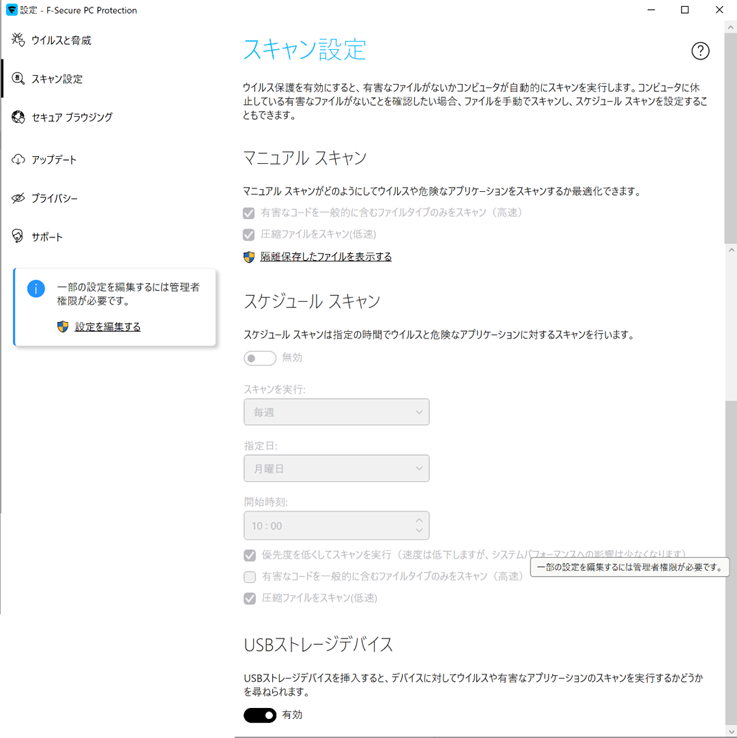 設定 - F-Secure PC Protection
ウイルスと脅威
スキャン設定
セキュア ブラウジング
アップデート
プライバシー
サポート
i
一部の設定を編集するには管理者
権限が必要です。
設定を編集する
スキャン設定
?
ウイルス保護を有効にすると、有害なファイルがないかコンピュータが自動的にスキャンを実行します。コンピュータに休
止している有害なファイルがないことを確認したい場合、ファイルを手動でスキャンし、スケジュール スキャンを設定するこ
ともできます。
マニュアル スキャン
マニュアル スキャンがどのようにしてウイルスや危険なアプリケーションをスキャンするか最適化できます。
有害なコードを一般的に含むファイルタイプのみをスキャン（高速）
圧縮ファイルをスキャン(低速)
隔離保存したファイルを表示する
スケジュール スキャン
スケジュール スキャンは指定の時間でウイルスと危険なアプリケーションに対するスキャンを行います。
無効
スキャンを実行:
毎週
指定日:
月曜日
開始時刻:
10 : 00
優先度を低くしてスキャンを実行（速度は低下しますが、システムパフォーマンスへの影響は少なくなります）
一部の設定を編集するには管理者権限が必要です。
有害なコードを一般的に含むファイルタイプのみをスキャン（高速）
圧縮ファイルをスキャン(低速)
USBストレージデバイス
USBストレージデバイスを挿入すると、デバイスに対してウイルスや有害なアプリケーションのスキャンを実行するかどうか
を尋ねられます。
有効